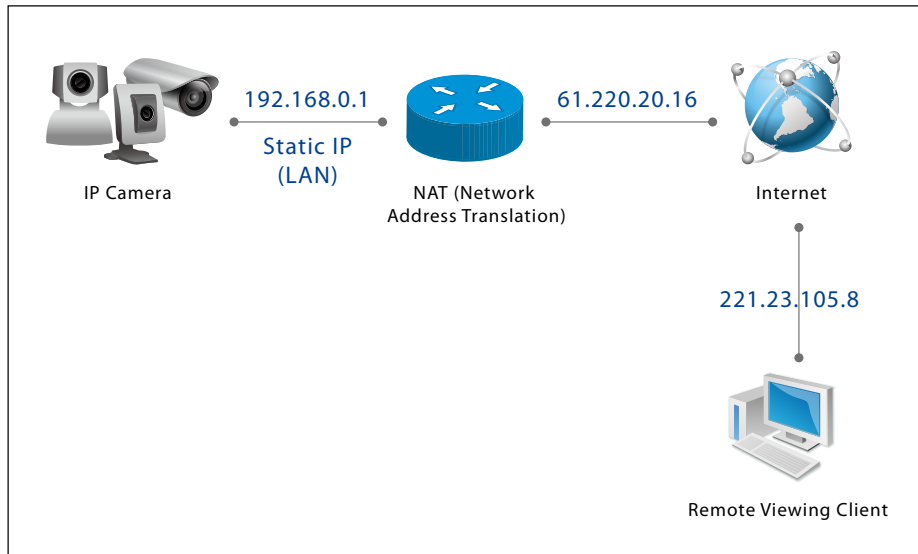 192.168.0.1
Static IP
(LAN)
61.220.20.16
IP Camera
NAT (Network
Address Translation)
Internet
221.23.105.8
Remote Viewing Client